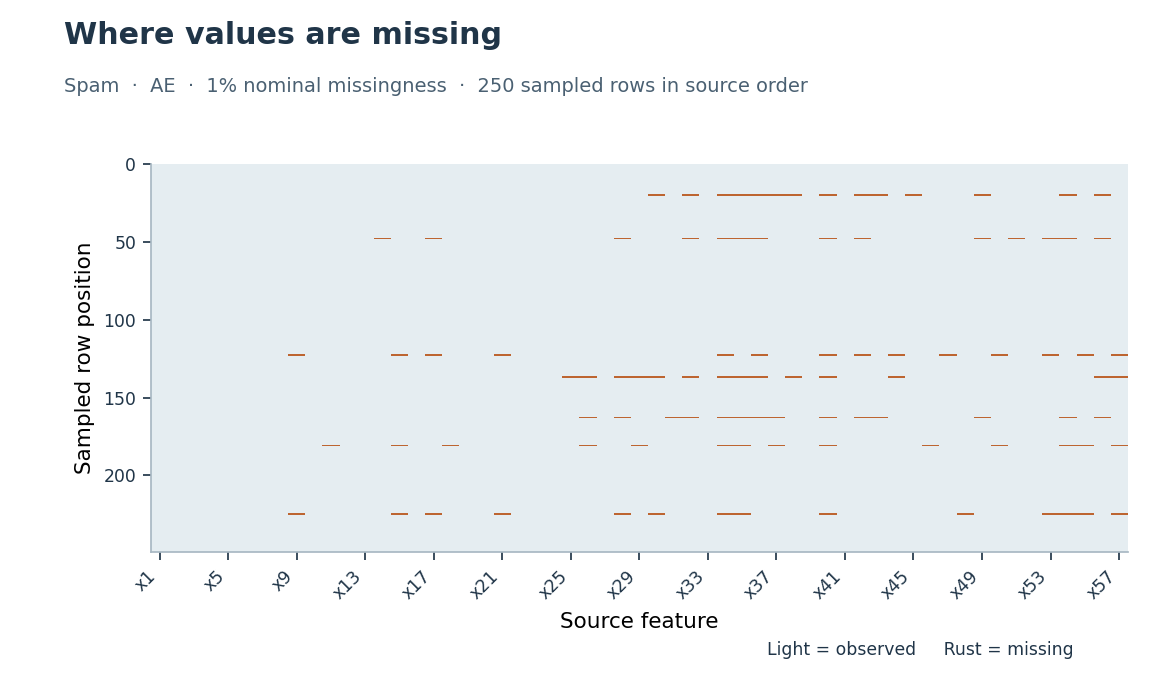 Where values are missing
Spam · AE · 1% nominal missingness · 250 sampled rows in source order
0
50
100
150
200
Sampled row position
x1 x5 x9 x13 x17 x21 x25 x29 x33 x37 x41 x45 x49 x53 x57
Source feature
Light = observed Rust = missing